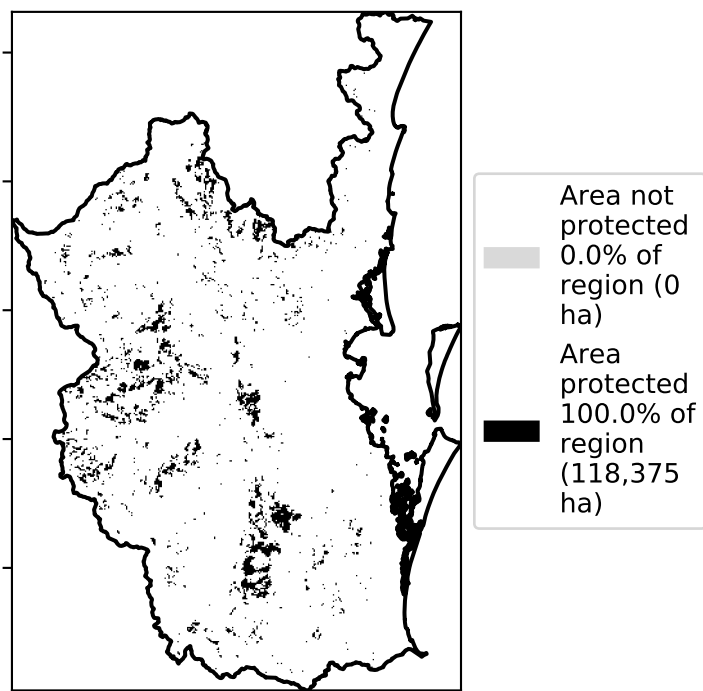 Area not
protected
0.0% of
region (0
ha)
Area
protected
100.0% of
region
(118,375
ha)